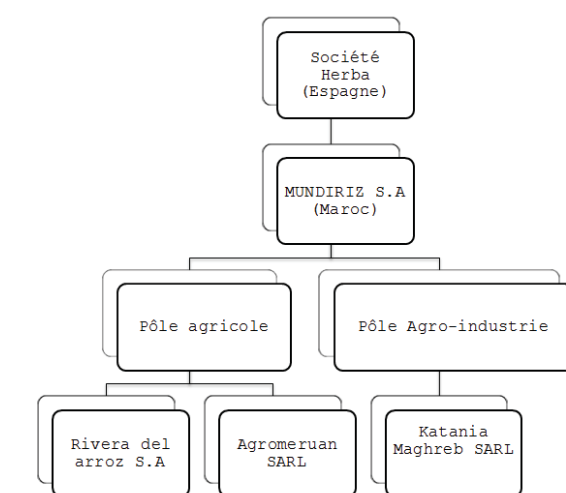 Société
Herba
(Espagne)
MUNDIRIZ S.A
(Maroc)
Pôle agricole
Pôle Agro-industrie
Rivera del
arroz S.A
Agromeruan
SARL
Katania
Maghreb SARL